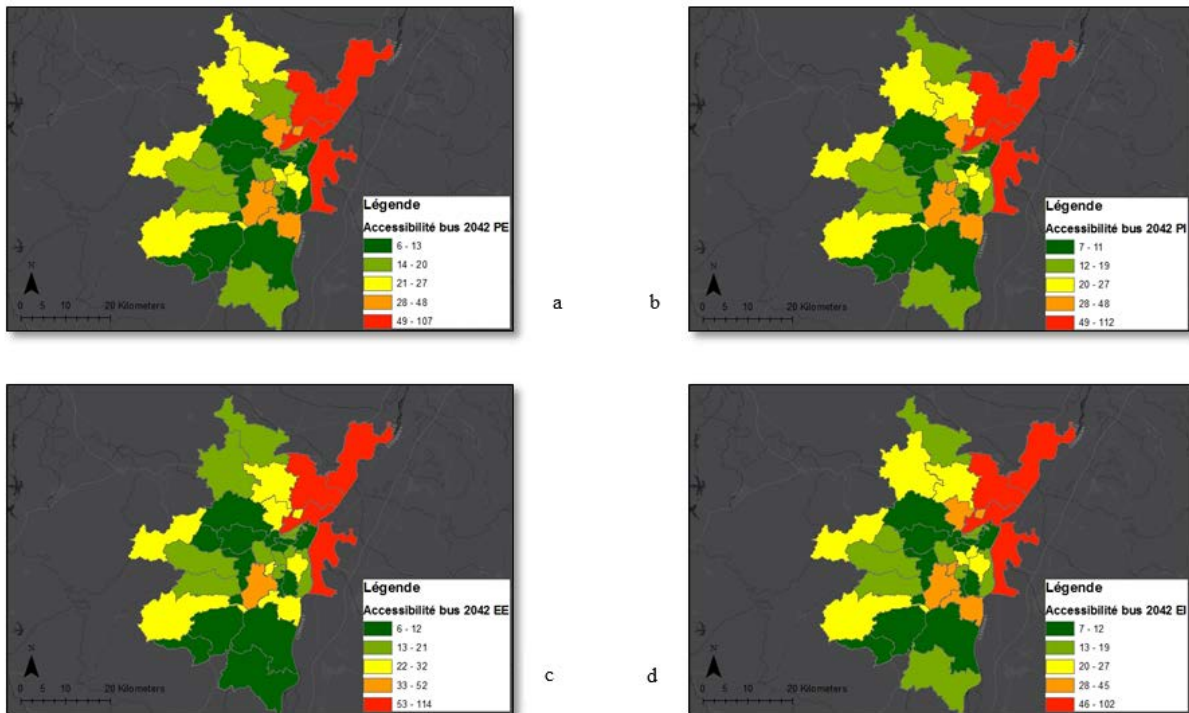 Légende
Accessibilité bus 2042 PE
6 - 13
14 - 20
21 - 27
28 - 48
49 - 107
N
0 5 10 20 Kilometers
a
Légende
Accessibilité bus 2042 PI
7 - 11
12 - 19
20 - 27
28 - 48
49 - 112
N
0 5 10 20 Kilometers
b
Légende
Accessibilité bus 2042 EE
6 - 12
13 - 21
22 - 32
33 - 52
53 - 114
N
0 5 10 20 Kilometers
c
Légende
Accessibilité bus 2042 EI
7 - 12
13 - 19
20 - 27
28 - 45
46 - 102
N
0 5 10 20 Kilometers
d